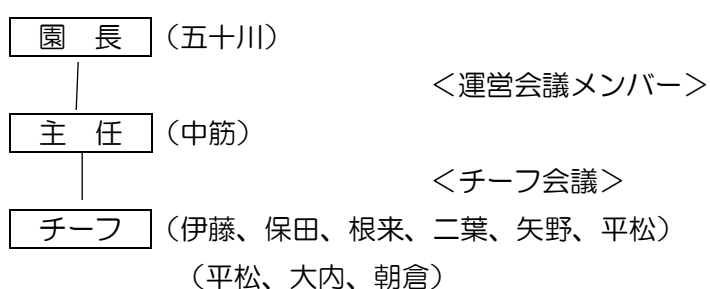 園　長　（五十川）
＜運営会議メンバー＞
主　任　（中筋）
＜チーフ会議＞
チーフ　（伊藤、保田、根来、二葉、矢野、平松）
（平松、大内、朝倉）